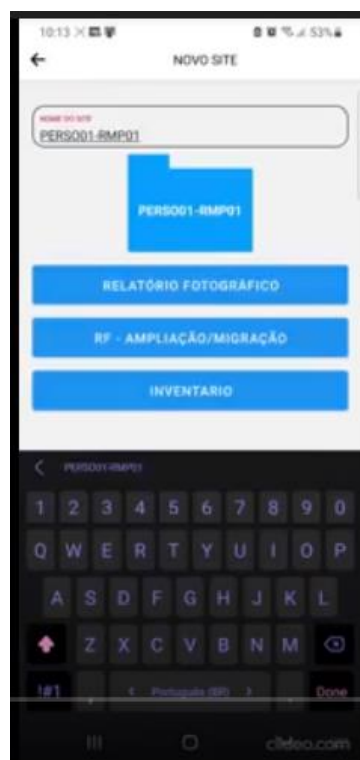 10:13
53%
NOVO SITE
NOME DO SITE
PERSO01-RMP01
PERSO01-RMP01
RELATÓRIO FOTOGRÁFICO
RF - AMPLIAÇÃO/MIGRAÇÃO
INVENTARIO
PERSO01-RMP01
1 2 3 4 5 6 7 8 9 0
Q W E R T Y U I O P
A S D F G H J K L
Z X C V B N M
!#1 , < Português (BR) > . Done
clideo.com